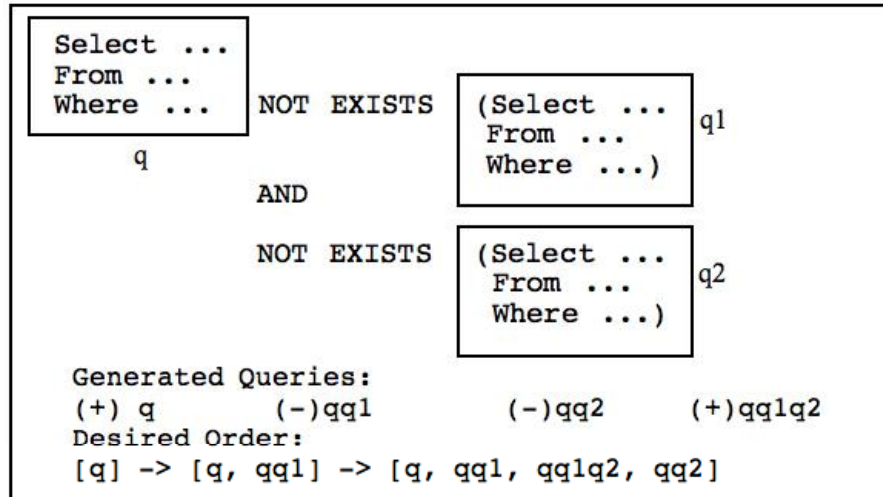 Select ...
From ...
Where ... NOT EXISTS (Select ...
From ...
Where ...)
q1
q
AND
NOT EXISTS (Select ...
From ...
Where ...)
q2
Generated Queries:
(+) q (-)qq1 (-)qq2 (+)qq1q2
Desired Order:
[q] -> [q, qq1] -> [q, qq1, qq1q2, qq2]